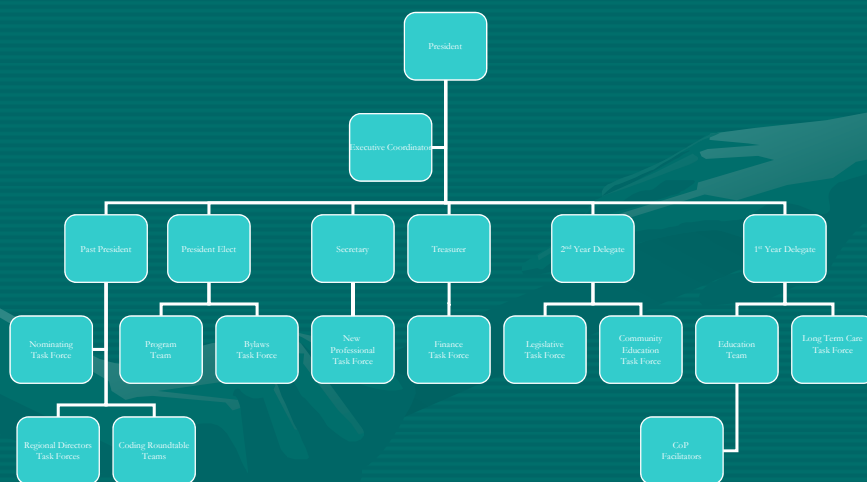 President
Executive Coordinator
Past President
President Elect
Secretary
Treasurer
2nd Year Delegate
1st Year Delegate
Nominating
Task Force
Program
Team
Bylaws
Task Force
New
Professional
Task Force
Finance
Task Force
Legislative
Task Force
Community
Education
Task Force
Education
Team
Long Term Care
Task Force
Regional Directors
Task Forces
Coding Roundtable
Teams
CoP
Facilitators